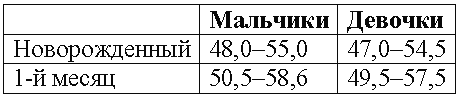 Мальчики Девочки
Новорожденный 48,0–55,0 47,0–54,5
1-й месяц 50,5–58,6 49,5–57,5